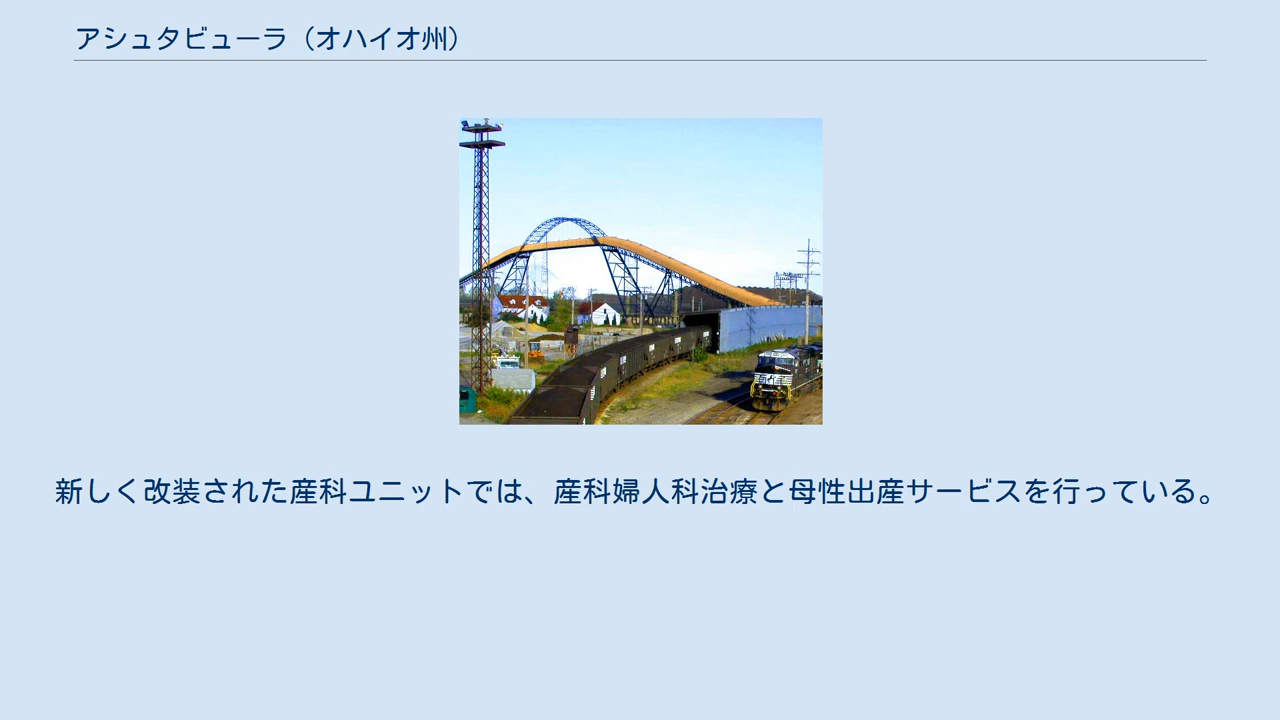 アシュタビューラ（オハイオ州）
新しく改装された産科ユニットでは、産科婦人科治療と母性出産サービスを行っている。